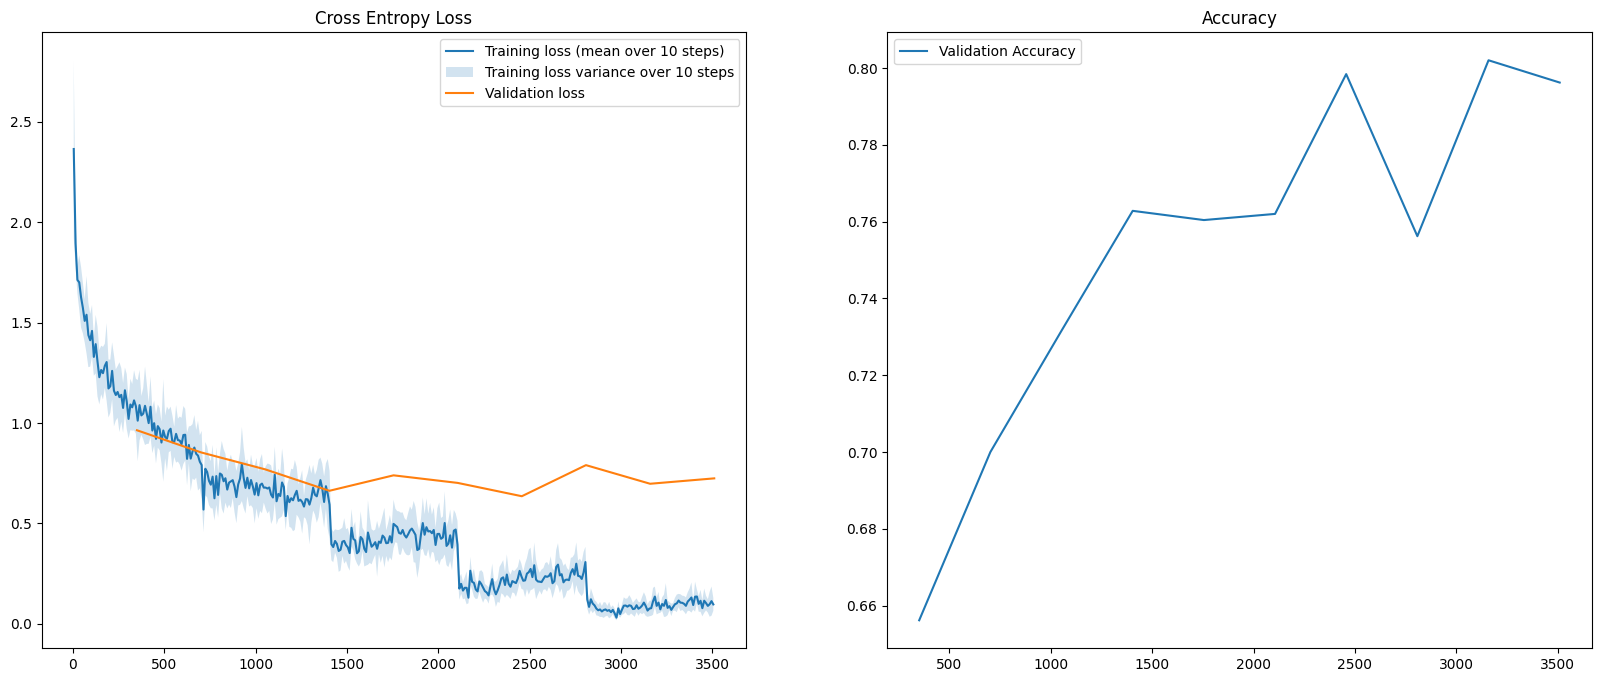 Cross Entropy Loss
Training loss (mean over 10 steps)
Training loss variance over 10 steps
Validation loss
2.5
2.0
1.5
1.0
0.5
0.0
0 500 1000 1500 2000 2500 3000 3500
Accuracy
Validation Accuracy
0.80
0.78
0.76
0.74
0.72
0.70
0.68
0.66
500 1000 1500 2000 2500 3000 3500